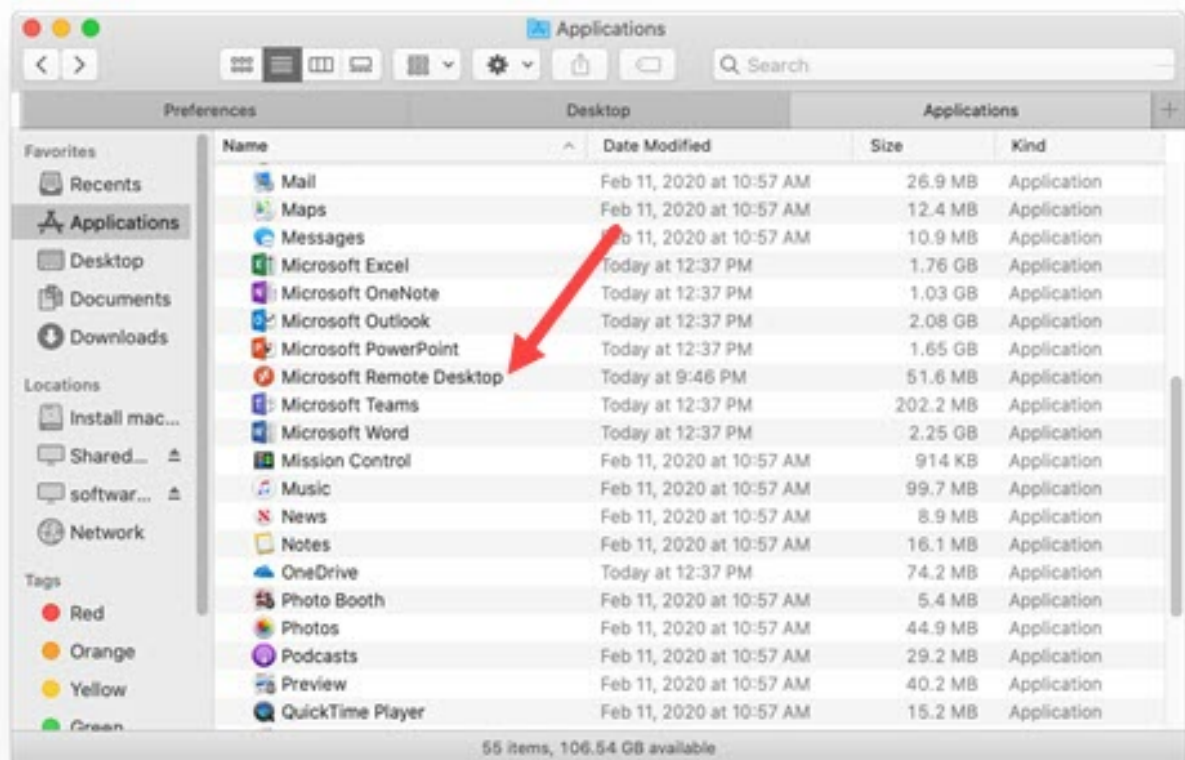 Applications
Search
Preferences Desktop Applications
Favorites
Recents
Applications
Desktop
Documents
Downloads
Locations
Install mac...
Shared...
softwar...
Network
Tags
Red
Orange
Yellow
Green
Name Date Modified Size Kind
Mail Feb 11, 2020 at 10:57 AM 26.9 MB Application
Maps Feb 11, 2020 at 10:57 AM 12.4 MB Application
Messages 11, 2020 at 10:57 AM 10.9 MB Application
Microsoft Excel Today at 12:37 PM 1.76 GB Application
Microsoft OneNote Today at 12:37 PM 1.03 GB Application
Microsoft Outlook Today at 12:37 PM 2.08 GB Application
Microsoft PowerPoint Today at 12:37 PM 1.65 GB Application
Microsoft Remote Desktop Today at 9:46 PM 51.6 MB Application
Microsoft Teams Today at 12:37 PM 202.2 MB Application
Microsoft Word Today at 12:37 PM 2.25 GB Application
Mission Control Feb 11, 2020 at 10:57 AM 914 KB Application
Music Feb 11, 2020 at 10:57 AM 99.7 MB Application
News Feb 11, 2020 at 10:57 AM 8.9 MB Application
Notes Feb 11, 2020 at 10:57 AM 16.1 MB Application
OneDrive Today at 12:37 PM 74.2 MB Application
Photo Booth Feb 11, 2020 at 10:57 AM 5.4 MB Application
Photos Feb 11, 2020 at 10:57 AM 44.9 MB Application
Podcasts Feb 11, 2020 at 10:57 AM 29.2 MB Application
Preview Feb 11, 2020 at 10:57 AM 40.2 MB Application
QuickTime Player Feb 11, 2020 at 10:57 AM 15.2 MB Application
55 items, 106.54 GB available